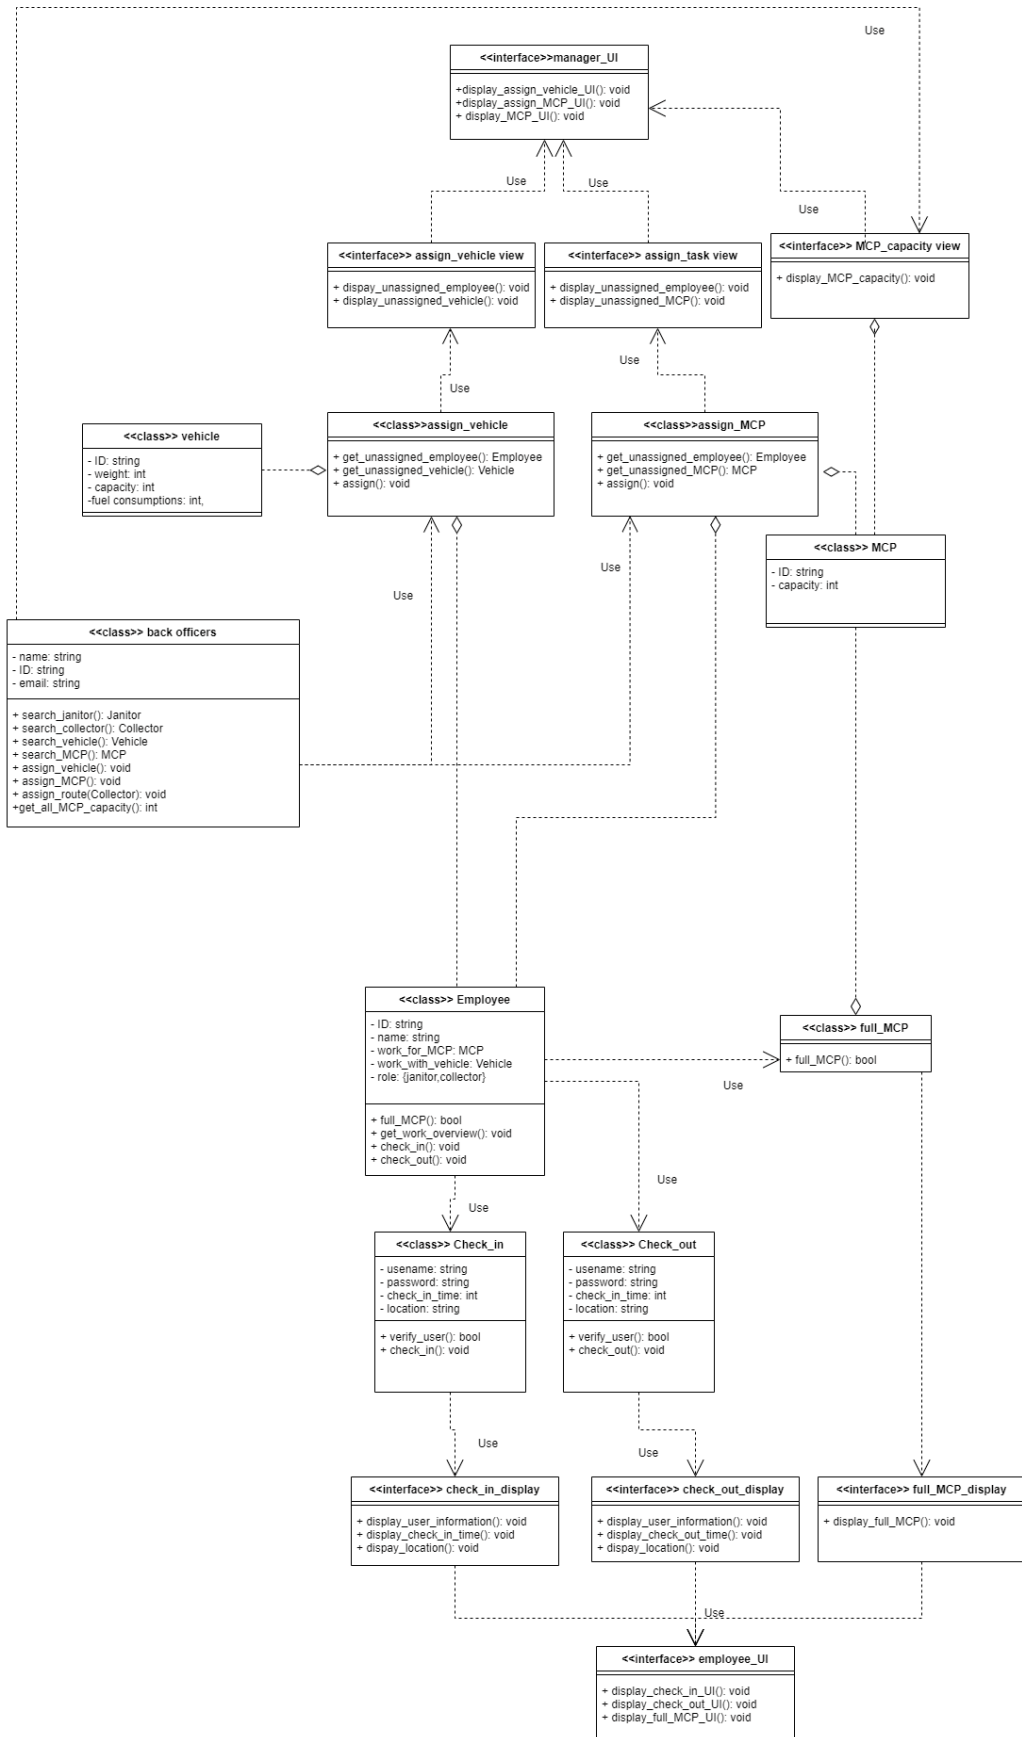 Use
<<interface>>manager_UI
+display_assign_vehicle_UI(): void
+display_assign_MCP_UI(): void
+ display_MCP_UI(): void
Use
Use
Use
<<interface>> assign_vehicle view
+ dispay_unassigned_employee(): void
+ display_unassigned_vehicle(): void
<<interface>> assign_task view
+ display_unassigned_employee(): void
+ display_unassigned_MCP(): void
<<interface>> MCP_capacity view
+ display_MCP_capacity(): void
Use
Use
<<class>> vehicle
- ID: string
- weight: int
- capacity: int
-fuel consumptions: int,
<<class>>assign_vehicle
+ get_unassigned_employee(): Employee
+ get_unassigned_vehicle(): Vehicle
+ assign(): void
<<class>>assign_MCP
+ get_unassigned_employee(): Employee
+ get_unassigned_MCP(): MCP
+ assign(): void
<<class>> MCP
- ID: string
- capacity: int
Use
Use
<<class>> back officers
- name: string
- ID: string
- email: string
+ search_janitor(): Janitor
+ search_collector(): Collector
+ search_vehicle(): Vehicle
+ search_MCP(): MCP
+ assign_vehicle(): void
+ assign_MCP(): void
+ assign_route(Collector): void
+get_all_MCP_capacity(): int
<<class>> Employee
- ID: string
- name: string
- work_for_MCP: MCP
- work_with_vehicle: Vehicle
- role: {janitor,collector}
+ full_MCP(): bool
+ get_work_overview(): void
+ check_in(): void
+ check_out(): void
<<class>> full_MCP
+ full_MCP(): bool
Use
Use
Use
<<class>> Check_in
- usename: string
- password: string
- check_in_time: int
- location: string
+ verify_user(): bool
+ check_in(): void
<<class>> Check_out
- usename: string
- password: string
- check_in_time: int
- location: string
+ verify_user(): bool
+ check_out(): void
Use
Use
<<interface>> check_in_display
+ display_user_information(): void
+ display_check_in_time(): void
+ dispay_location(): void
<<interface>> check_out_display
+ display_user_information(): void
+ display_check_out_time(): void
+ dispay_location(): void
<<interface>> full_MCP_display
+ display_full_MCP(): void
Use
<<interface>> employee_UI
+ display_check_in_UI(): void
+ display_check_out_UI(): void
+ display_full_MCP_UI(): void